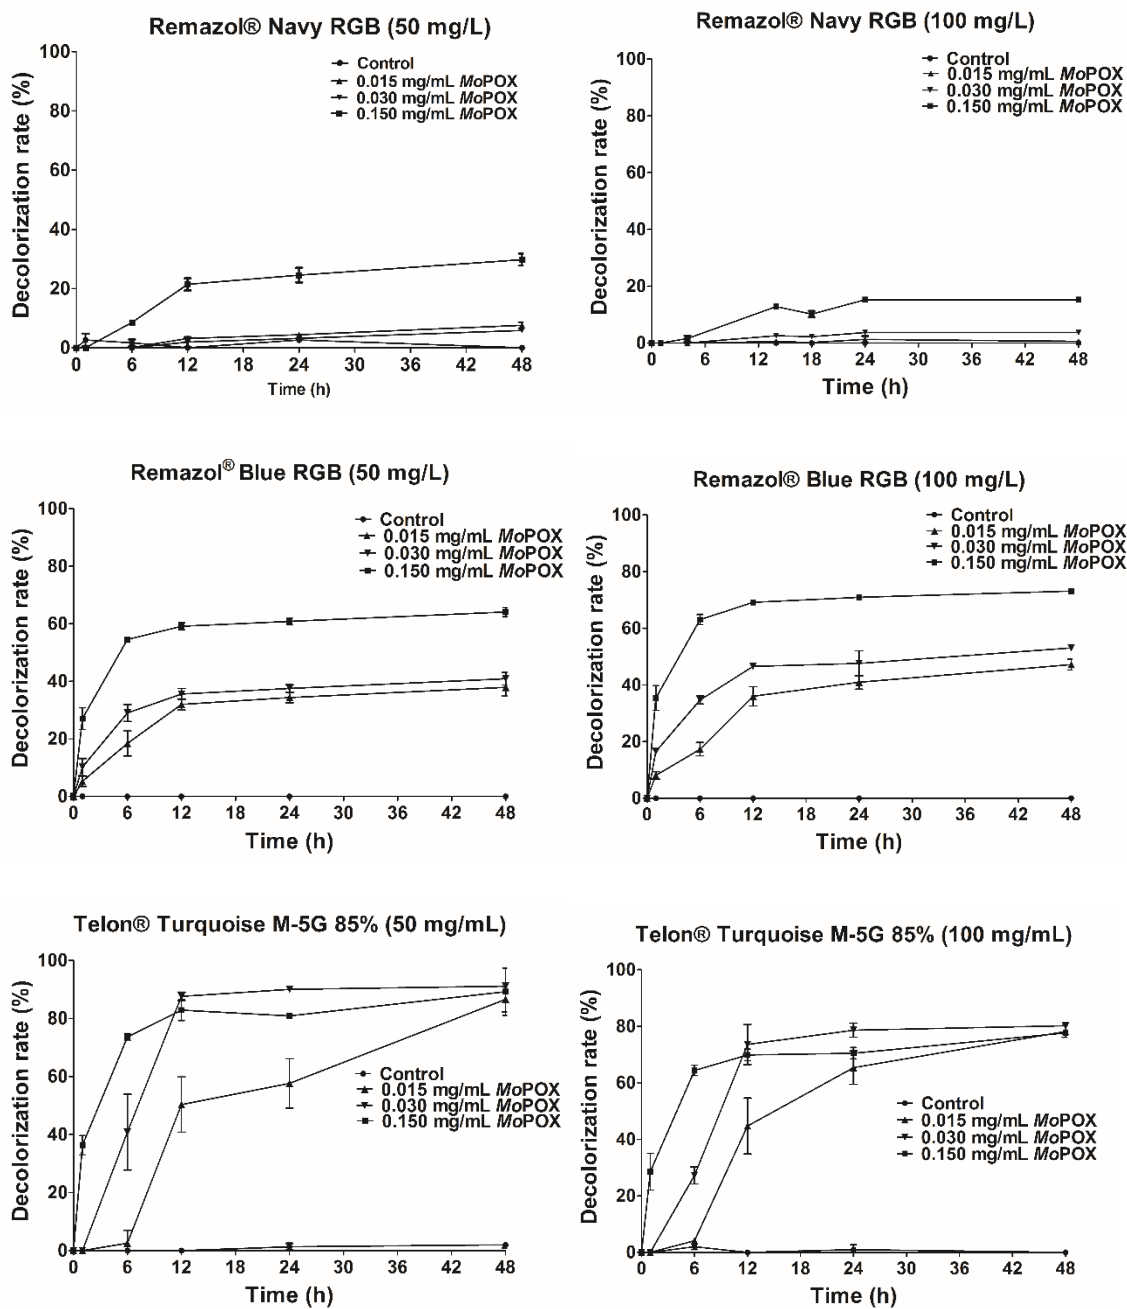 Remazol® Navy RGB (50 mg/L)
Decolorization rate (%)
100
80
60
40
20
0
Control
0.015 mg/mL MoPOX
0.030 mg/mL MoPOX
0.150 mg/mL MoPOX
0 6 12 18 24 30 36 42 48
Time (h)
Remazol® Navy RGB (100 mg/L)
Decolorization rate (%)
100
80
60
40
20
0
Control
0.015 mg/mL MoPOX
0.030 mg/mL MoPOX
0.150 mg/mL MoPOX
0 6 12 18 24 30 36 42 48
Time (h)
Remazol® Blue RGB (50 mg/L)
Decolorization rate (%)
100
80
60
40
20
0
Control
0.015 mg/mL MoPOX
0.030 mg/mL MoPOX
0.150 mg/mL MoPOX
0 6 12 18 24 30 36 42 48
Time (h)
Remazol® Blue RGB (100 mg/L)
Decolorization rate (%)
100
80
60
40
20
0
Control
0.015 mg/mL MoPOX
0.030 mg/mL MoPOX
0.150 mg/mL MoPOX
0 6 12 18 24 30 36 42 48
Time (h)
Telon® Turquoise M-5G 85% (50 mg/mL)
Decolorization rate (%)
100
80
60
40
20
0
Control
0.015 mg/mL MoPOX
0.030 mg/mL MoPOX
0.150 mg/mL MoPOX
0 6 12 18 24 30 36 42 48
Time (h)
Telon® Turquoise M-5G 85% (100 mg/mL)
Decolorization rate (%)
100
80
60
40
20
0
Control
0.015 mg/mL MoPOX
0.030 mg/mL MoPOX
0.150 mg/mL MoPOX
0 6 12 18 24 30 36 42 48
Time (h)